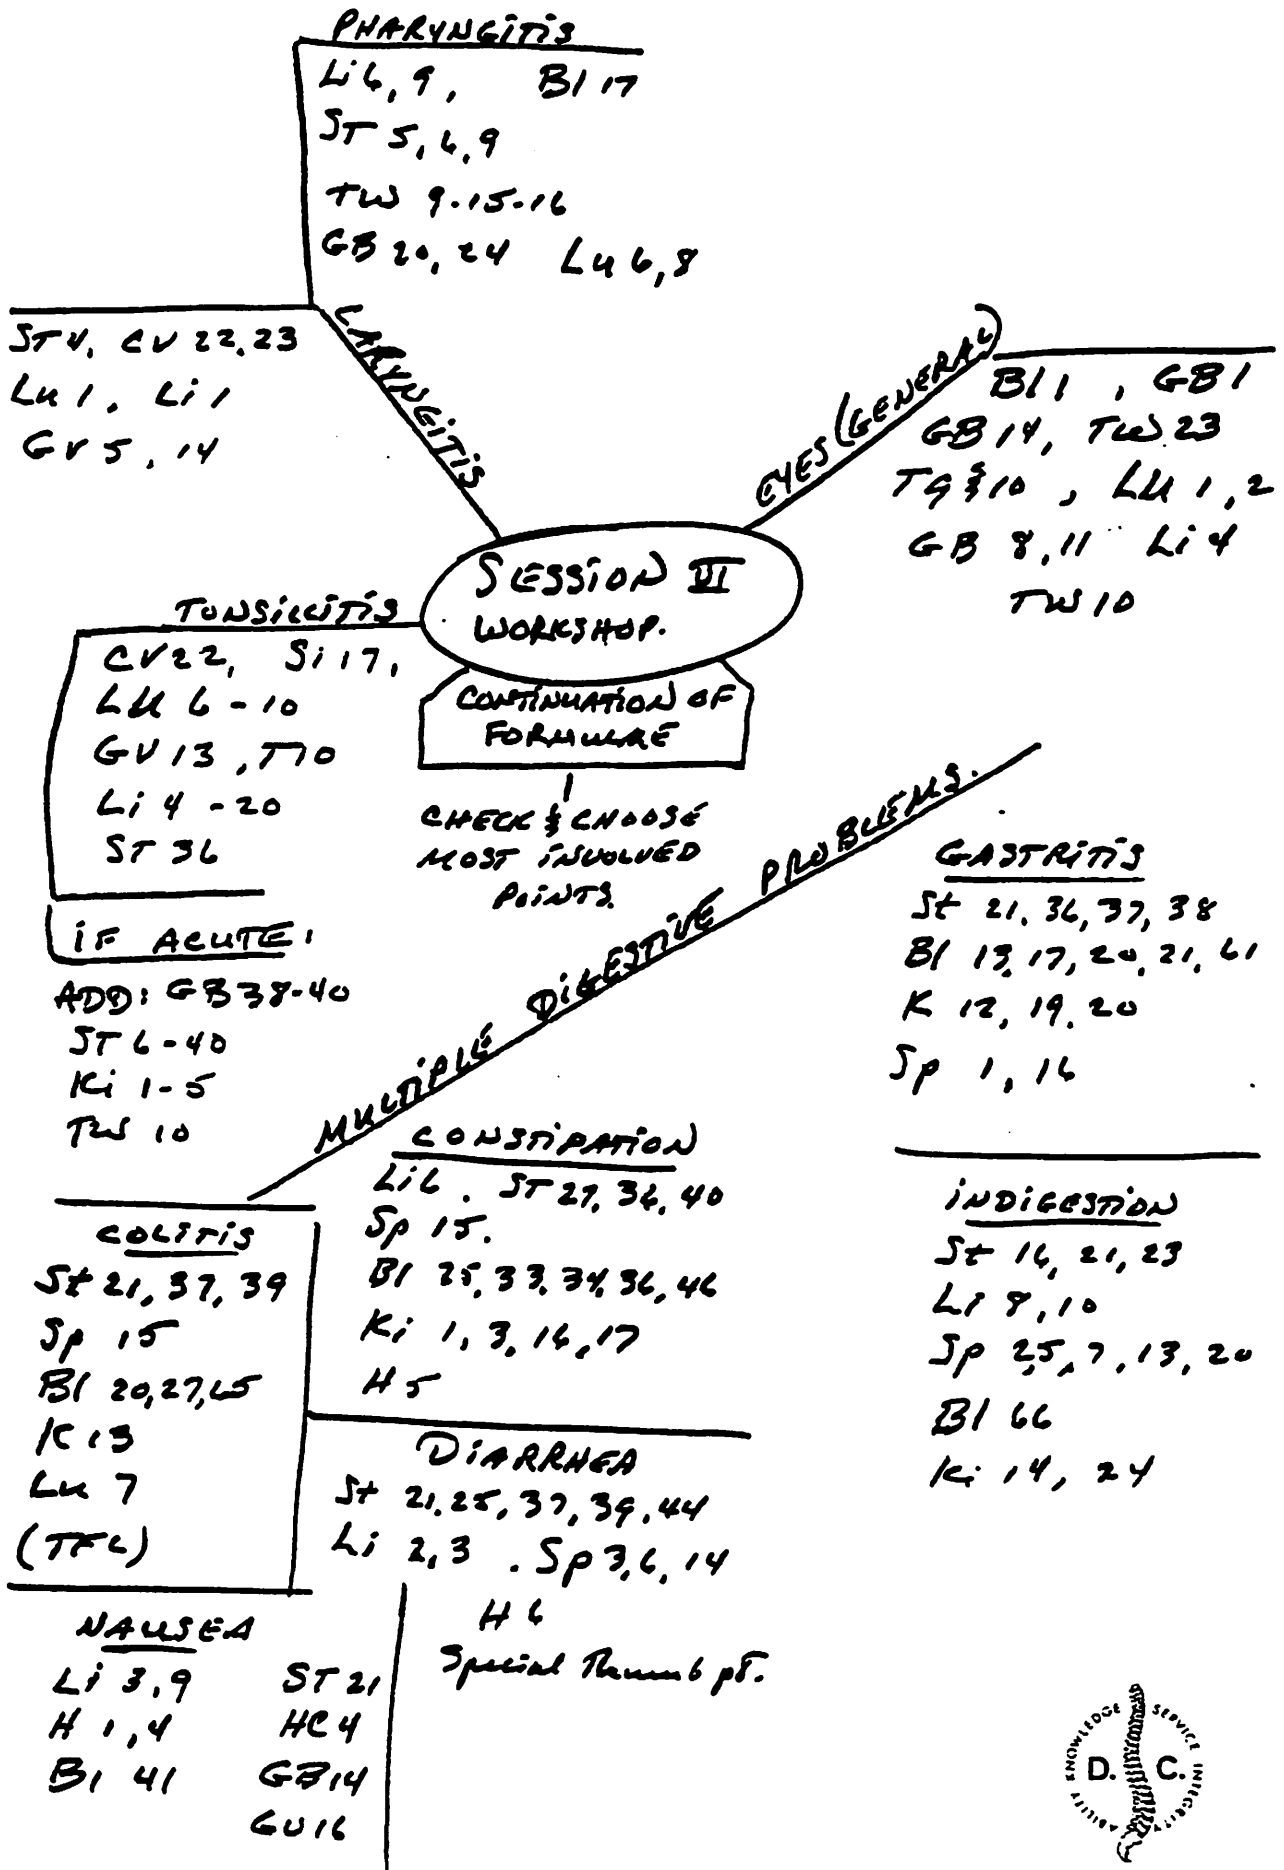 PHARYNGITIS
Li 6, 9, Bl 17
ST 5, 6, 9
TW 9-15-16
GB 20, 24 Lu 6, 8
LARYNGITIS
ST 4, CV 22, 23
Lu 1, Li 1
GV 5, 14
EYES (GENERAL)
Bl 1, GB 1
GB 14, TW 23
T9 & 10, LU 1, 2
GB 8, 11 Li 4
TW 10
SESSION VI
WORKSHOP.
CONTINUATION OF
FORMULAE
CHECK & CHOOSE
MOST INVOLVED
POINTS.
TONSILLITIS
CV 22, Si 17,
LU 6-10
GV 13, T10
Li 4-20
ST 36
IF ACUTE:
ADD: GB 38-40
ST 6-40
Ki 1-5
TW 10
MULTIPLE DIGESTIVE PROBLEMS.
GASTRITIS
St 21, 36, 37, 38
Bl 13, 17, 20, 21, 61
K 12, 19, 20
Sp 1, 16
CONSTIPATION
Li 6. ST 27, 36, 40
Sp 15.
Bl 25, 33, 34, 36, 46
Ki 1, 3, 16, 17
H 5
INDIGESTION
St 16, 21, 23
Li 8, 10
Sp 2,5,7, 13, 20
Bl 66
Ki 14, 24
COLITIS
St 21, 37, 39
Sp 15
Bl 20, 27, 65
K 13
Lu 7
(TFL)
DIARRHEA
St 21, 25, 37, 39, 44
Li 2, 3. Sp 3, 6, 14
H 6
Special Thumb pt.
NAUSEA
Li 3, 9 ST 21
H 1, 4 HC 4
Bl 41 GB 14
GV 16
KNOWLEDGE SERVICE INTEGRITY ABILITY
D. C.